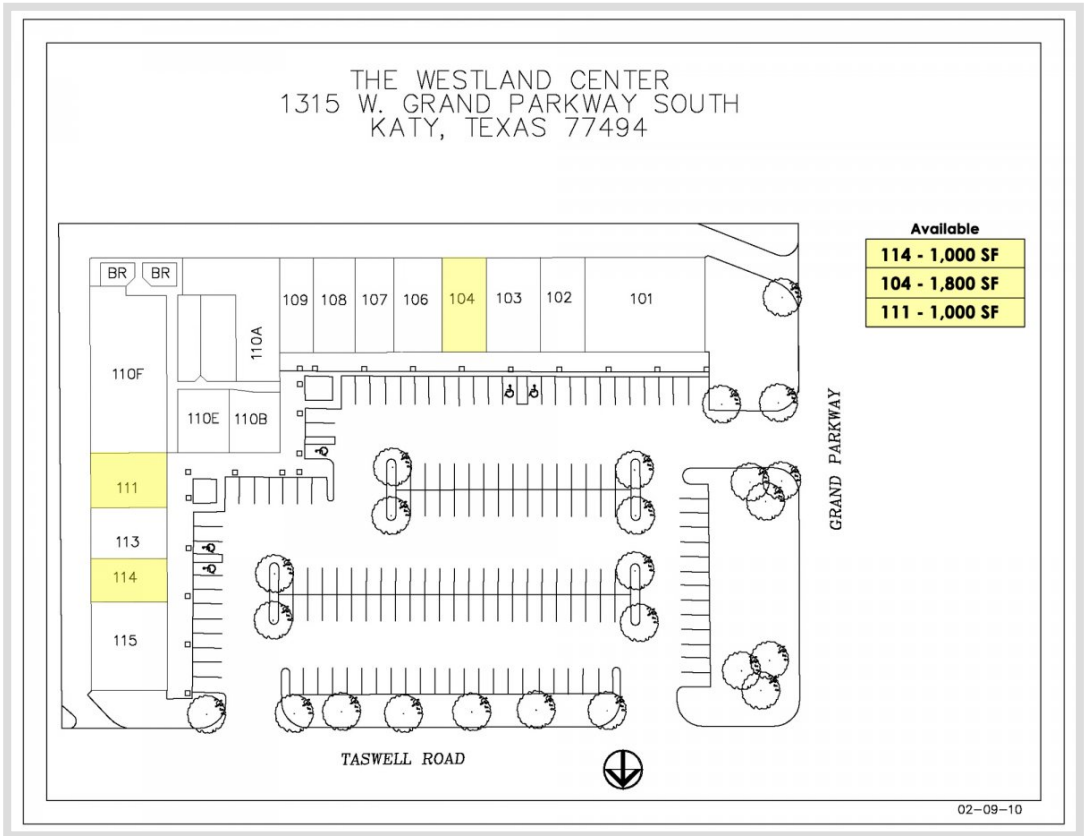 THE WESTLAND CENTER
1315 W. GRAND PARKWAY SOUTH
KATY, TEXAS 77494
Available
114 - 1,000 SF
104 - 1,800 SF
111 - 1,000 SF
BR BR
109 108 107 106 104 103 102 101
110A
110F
110E 110B
111
113
114
115
GRAND PARKWAY
TASWELL ROAD
02-09-10